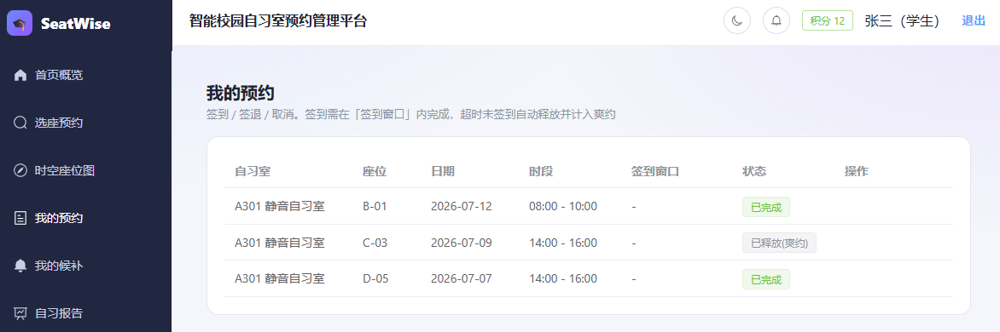 SeatWise
智能校园自习室预约管理平台
积分 12
张三（学生）
退出
首页概览
选座预约
时空座位图
我的预约
我的候补
自习报告
我的预约
签到 / 签退 / 取消。签到需在「签到窗口」内完成，超时未签到自动释放并计入爽约
自习室 座位 日期 时段 签到窗口 状态 操作
A301 静音自习室 B-01 2026-07-12 08:00 - 10:00 - 已完成
A301 静音自习室 C-03 2026-07-09 14:00 - 16:00 - 已释放(爽约)
A301 静音自习室 D-05 2026-07-07 14:00 - 16:00 - 已完成